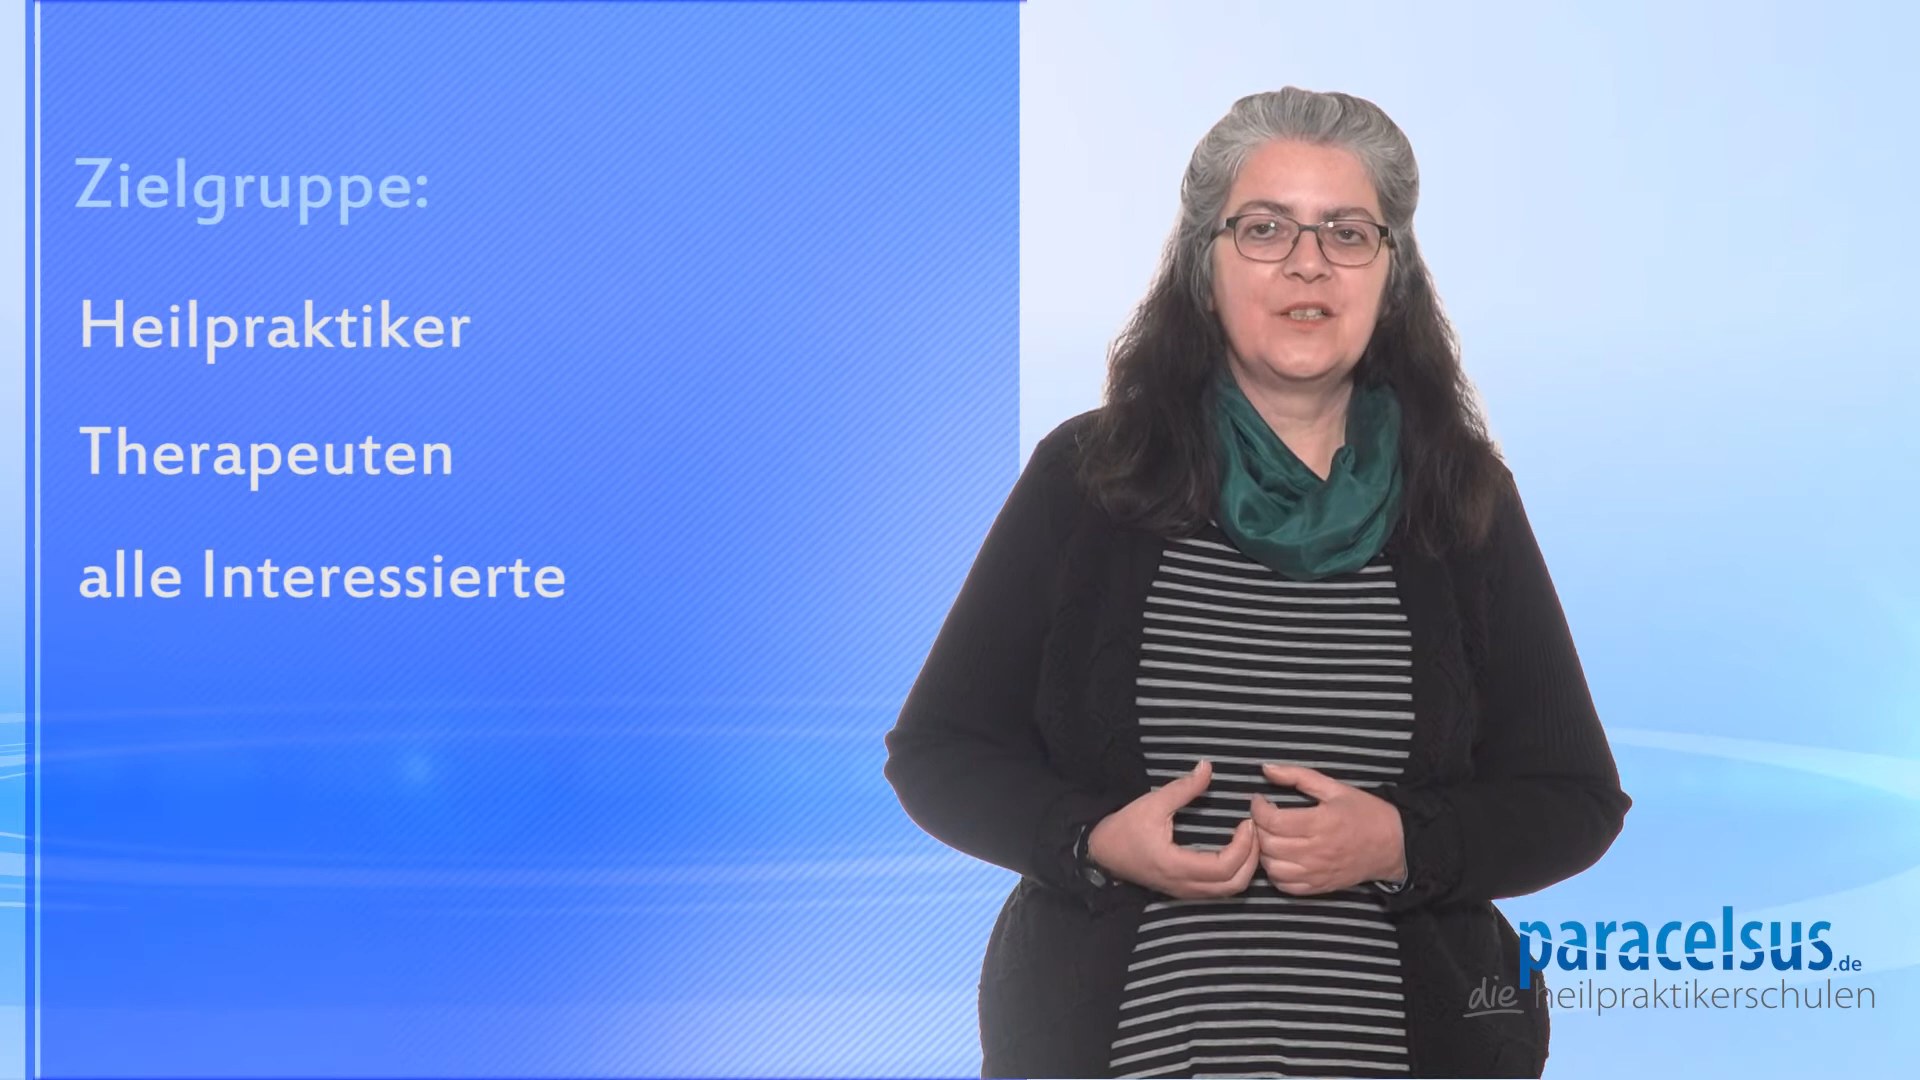 Zielgruppe:
Heilpraktiker
Therapeuten
alle Interessierte
paracelsus.de
die heilpraktikerschulen